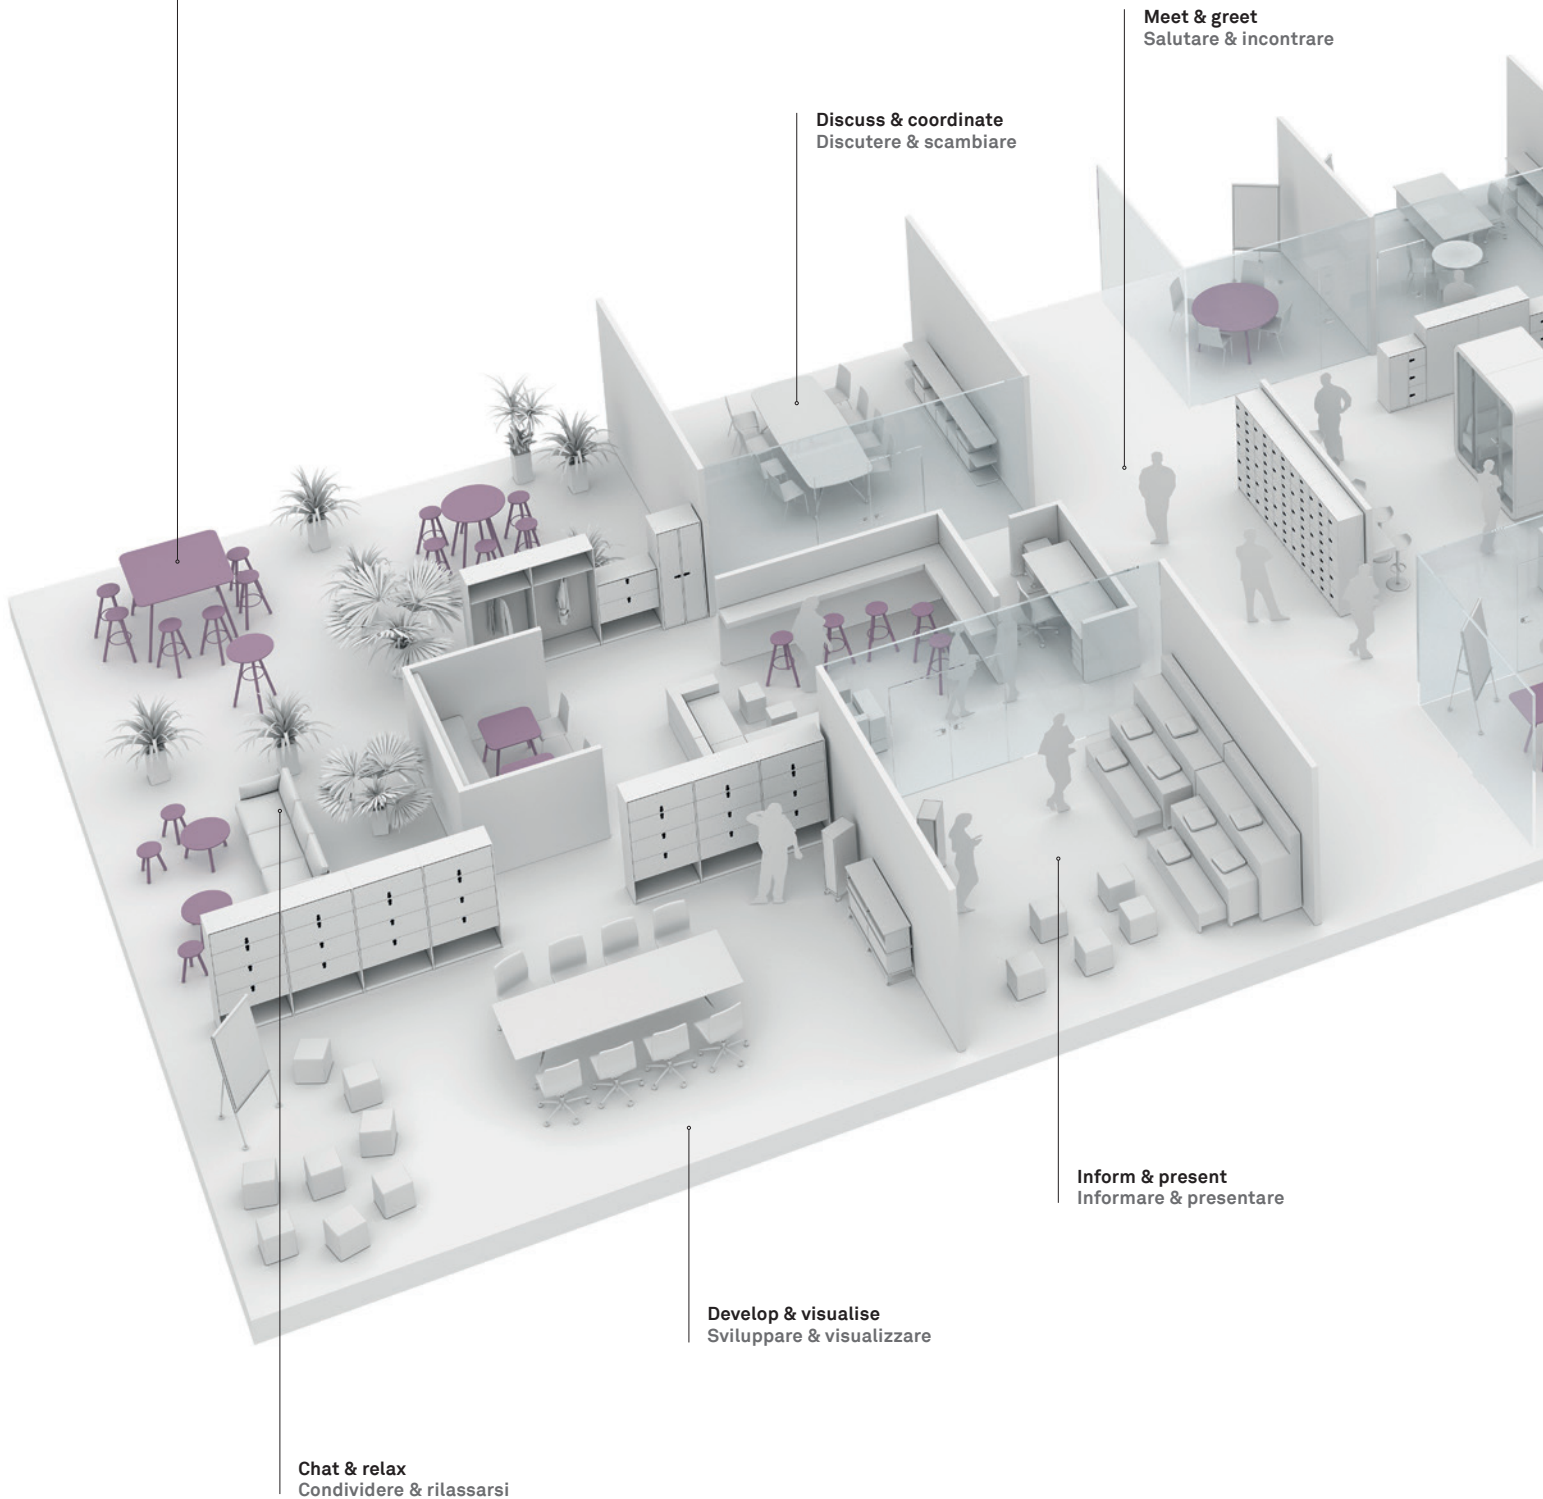 Meet & greet
Salutare & incontrare
Discuss & coordinate
Discutere & scambiare
Inform & present
Informare & presentare
Develop & visualise
Sviluppare & visualizzare
Chat & relax
Condividere & rilassarsi